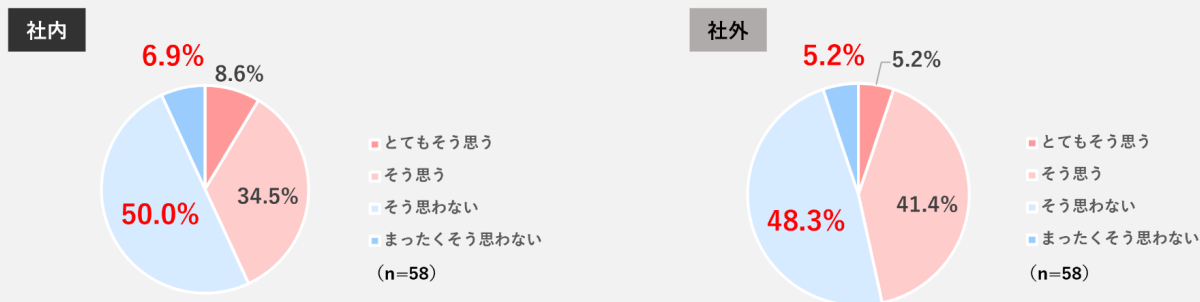 社内
6.9%
8.6%
34.5%
50.0%
とてもそう思う
そう思う
そう思わない
まったくそう思わない
（n=58）
社外
5.2%
5.2%
41.4%
48.3%
とてもそう思う
そう思う
そう思わない
まったくそう思わない
（n=58）